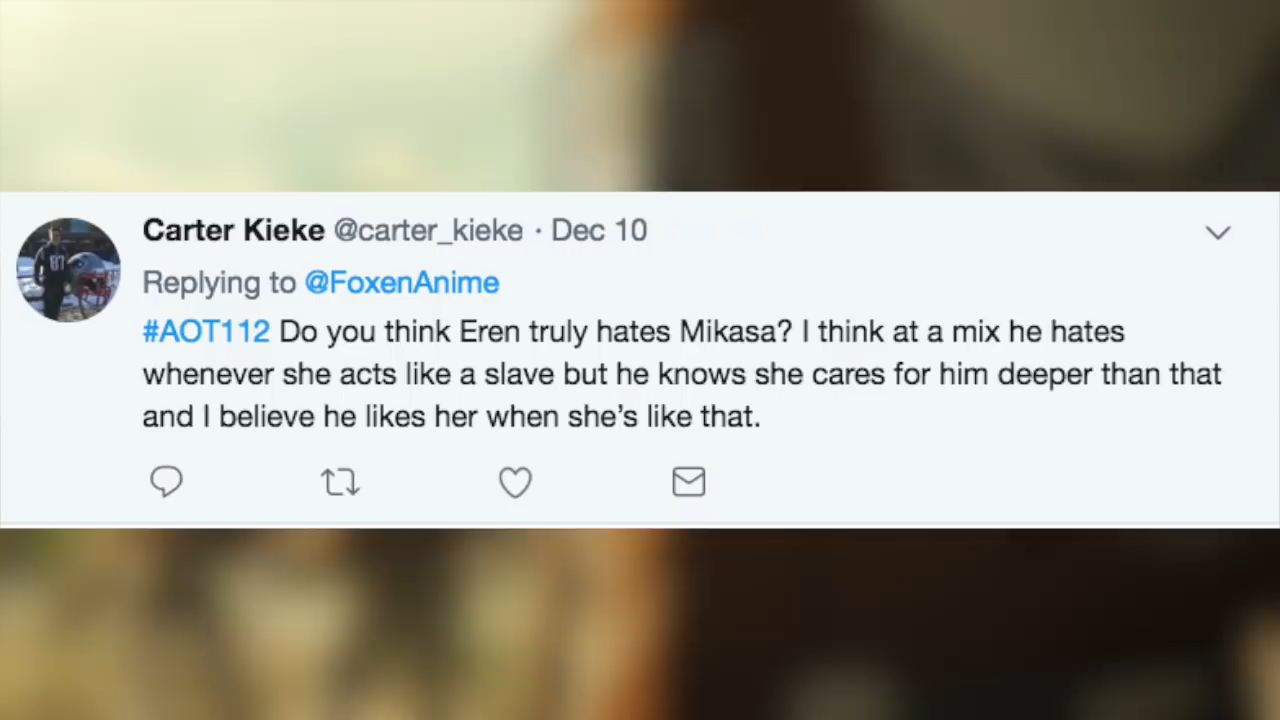 Carter Kieke @carter_kieke · Dec 10
Replying to @FoxenAnime
#AOT112 Do you think Eren truly hates Mikasa? I think at a mix he hates
whenever she acts like a slave but he knows she cares for him deeper than that
and I believe he likes her when she’s like that.
87